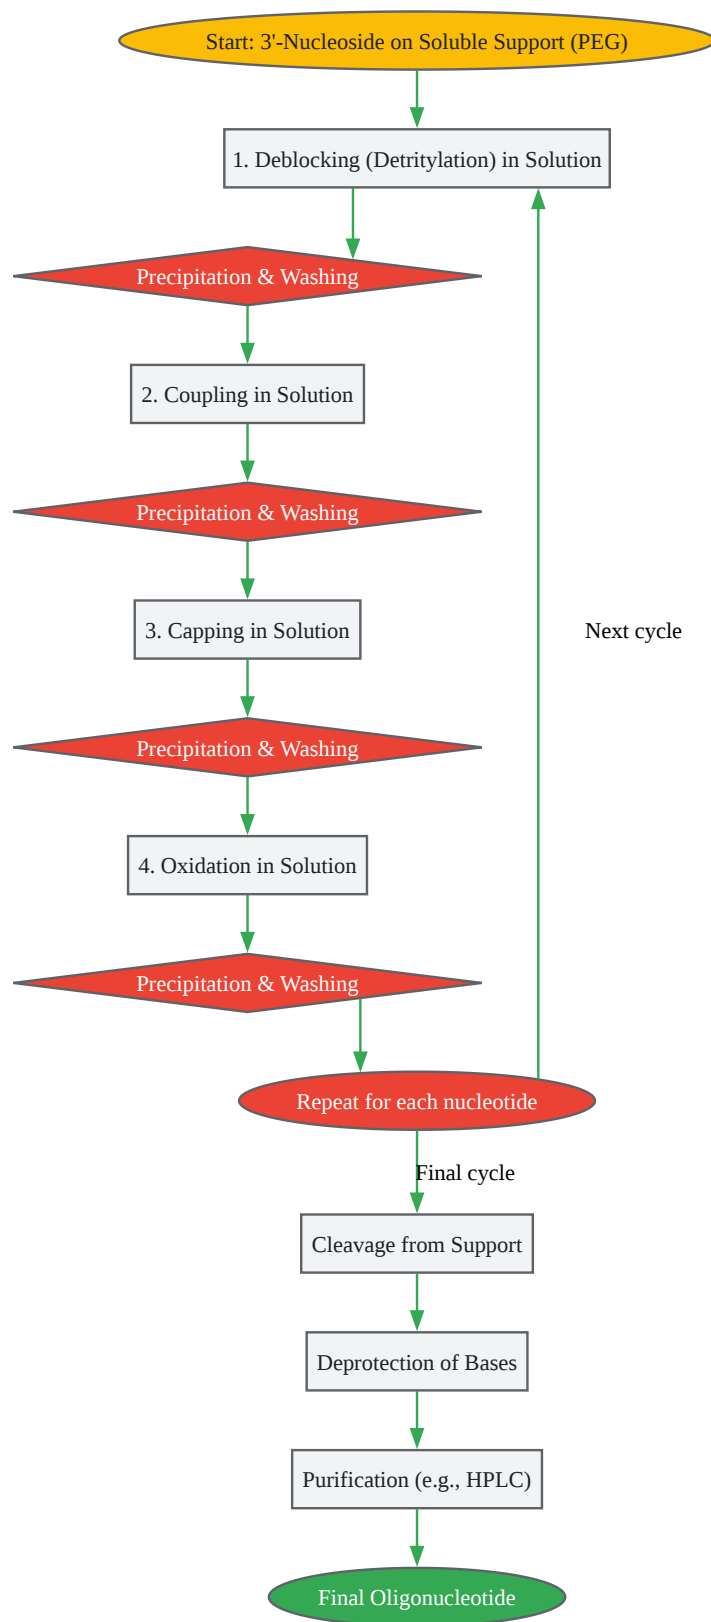 Start: 3'-Nucleoside on Soluble Support (PEG)
1. Deblocking (Detritylation) in Solution
Precipitation & Washing
2. Coupling in Solution
Precipitation & Washing
3. Capping in Solution
Next cycle
Precipitation & Washing
4. Oxidation in Solution
Precipitation & Washing
Repeat for each nucleotide
Final cycle
Cleavage from Support
Deprotection of Bases
Purification (e.g., HPLC)
Final Oligonucleotide